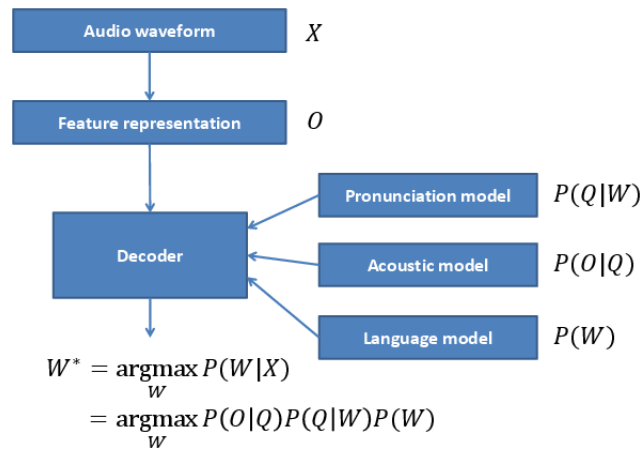 Audio waveform X
Feature representation O
Pronunciation model P(Q|W)
Decoder
Acoustic model P(O|Q)
Language model P(W)
W* = argmax P(W|X)
W
= argmax P(O|Q)P(Q|W)P(W)
W